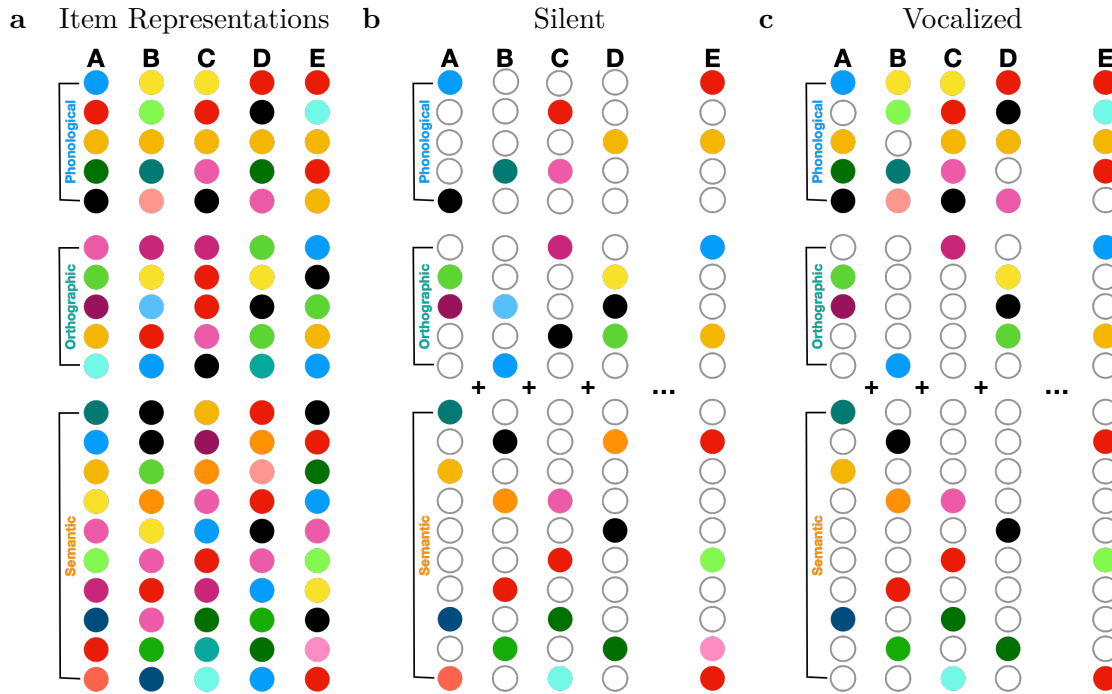 a Item Representations
A B C D E
Phonological
Orthographic
Semantic
b Silent
A B C D E
Phonological
Orthographic
+ + + ...
Semantic
c Vocalized
A B C D E
Phonological
Orthographic
+ + + ...
Semantic